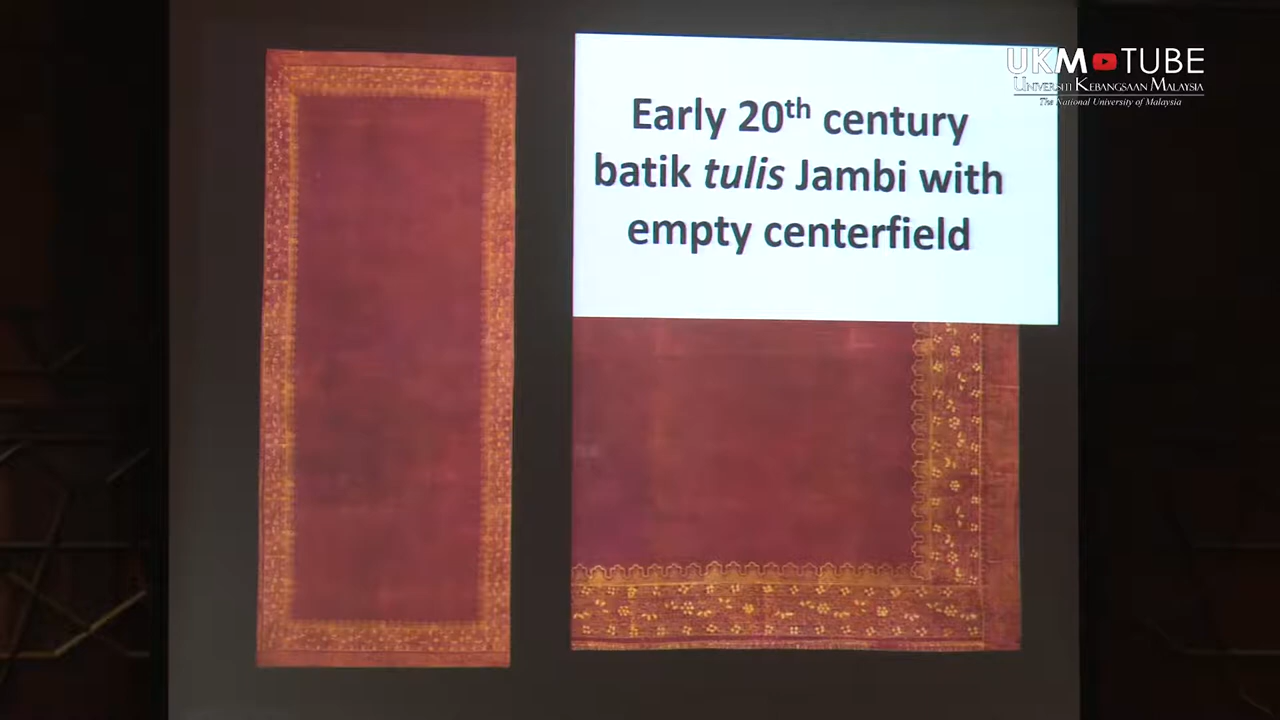 UKM TUBE
UNIVERSITI KEBANGSAAN MALAYSIA
The National University of Malaysia
Early 20th century
batik tulis Jambi with
empty centerfield